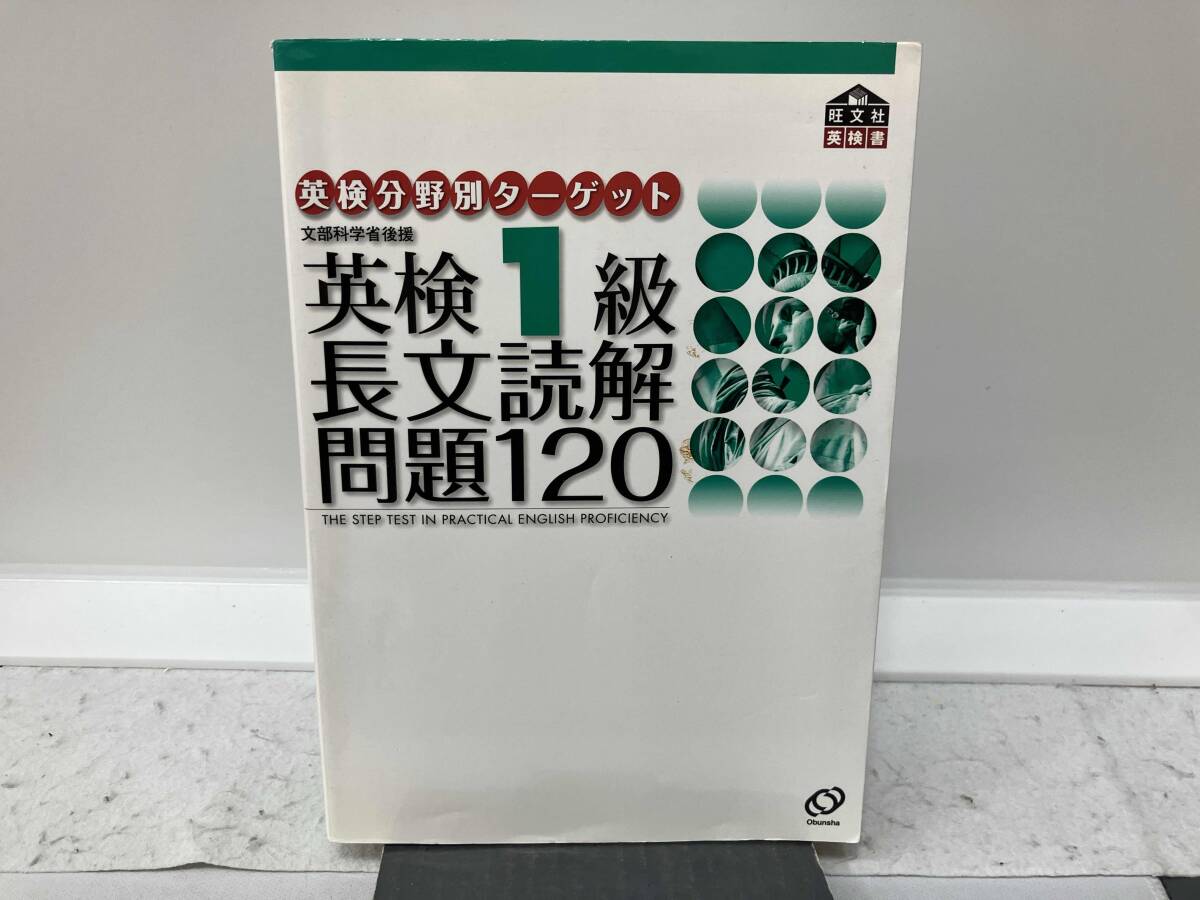 旺文社
英検書
英検分野別ターゲット
文部科学省後援
英検1級
長文読解
問題120
THE STEP TEST IN PRACTICAL ENGLISH PROFICIENCY
Obunsha